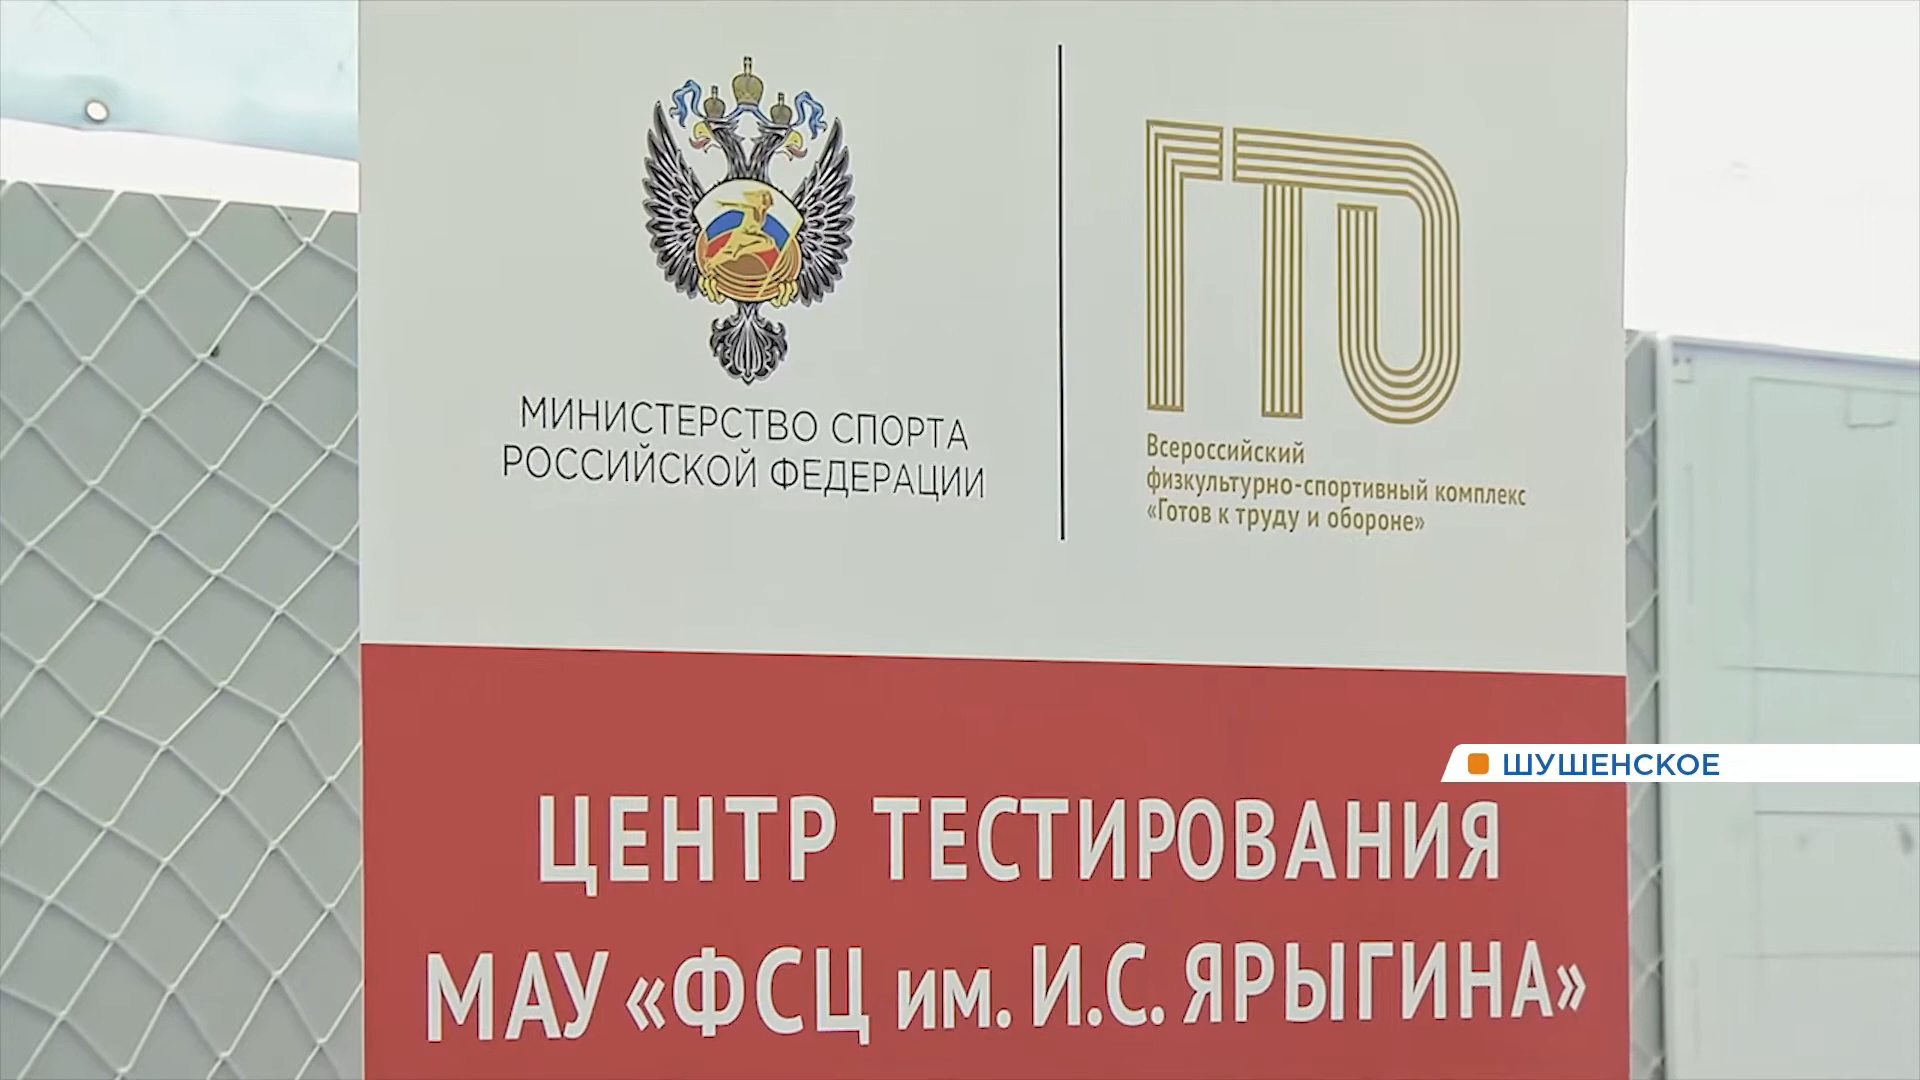 МИНИСТЕРСТВО СПОРТА
РОССИЙСКОЙ ФЕДЕРАЦИИ
ГТО
Всероссийский
физкультурно-спортивный комплекс
«Готов к труду и обороне»
ШУШЕНСКОЕ
ЦЕНТР ТЕСТИРОВАНИЯ
МАУ «ФСЦ им. И.С. ЯРЫГИНА»